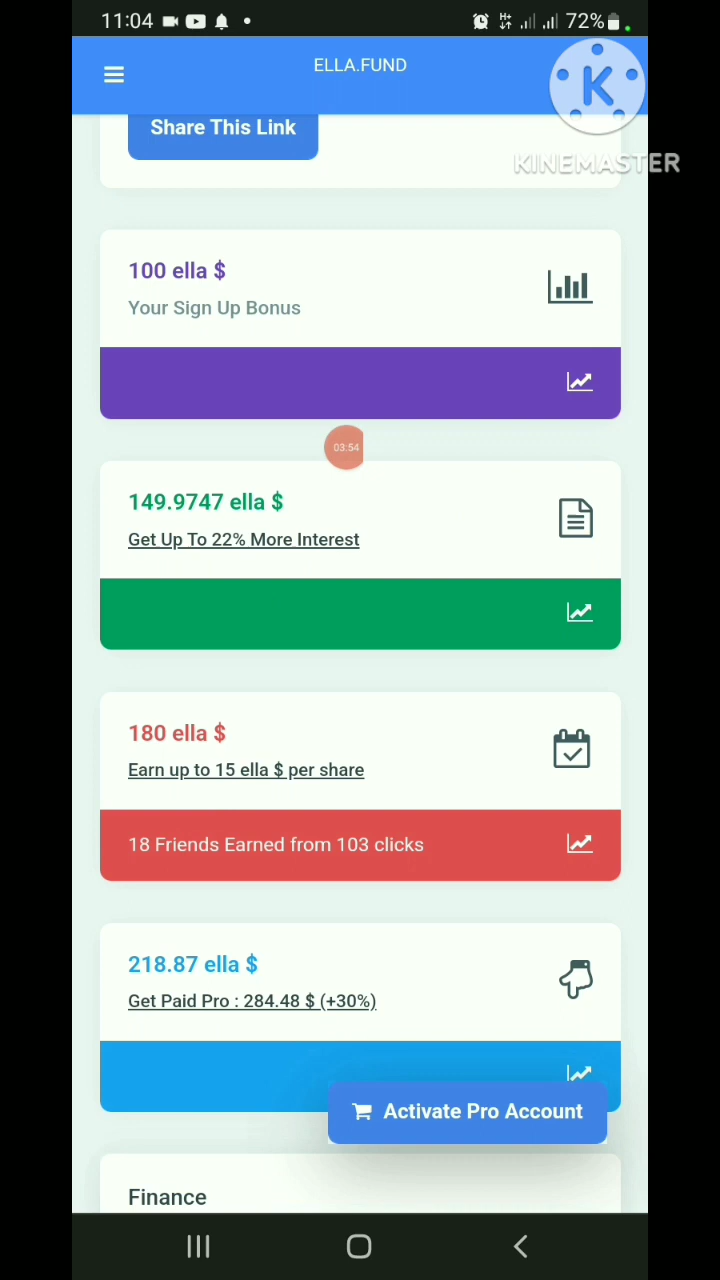 11:04
72%
ELLA.FUND
K
KINEMASTER
Share This Link
100 ella $
Your Sign Up Bonus
03:54
149.9747 ella $
Get Up To 22% More Interest
180 ella $
Earn up to 15 ella $ per share
18 Friends Earned from 103 clicks
218.87 ella $
Get Paid Pro : 284.48 $ (+30%)
Activate Pro Account
Finance